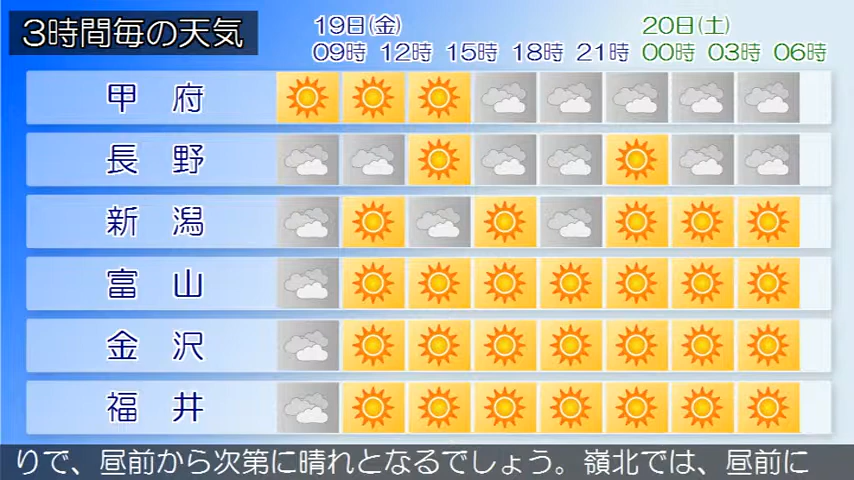 3時間毎の天気
19日(金) 20日(土)
09時 12時 15時 18時 21時 00時 03時 06時
甲府
長野
新潟
富山
金沢
福井
りで、昼前から次第に晴れとなるでしょう。嶺北では、昼前に